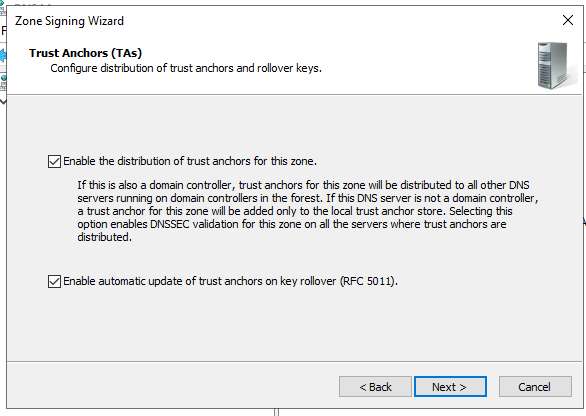 Zone Signing Wizard
Trust Anchors (TAs)
Configure distribution of trust anchors and rollover keys.
Enable the distribution of trust anchors for this zone.
If this is also a domain controller, trust anchors for this zone will be distributed to all other DNS
servers running on domain controllers in the forest. If this DNS server is not a domain controller,
a trust anchor for this zone will be added only to the local trust anchor store. Selecting this
option enables DNSSEC validation for this zone on all the servers where trust anchors are
distributed.
Enable automatic update of trust anchors on key rollover (RFC 5011).
< Back
Next >
Cancel